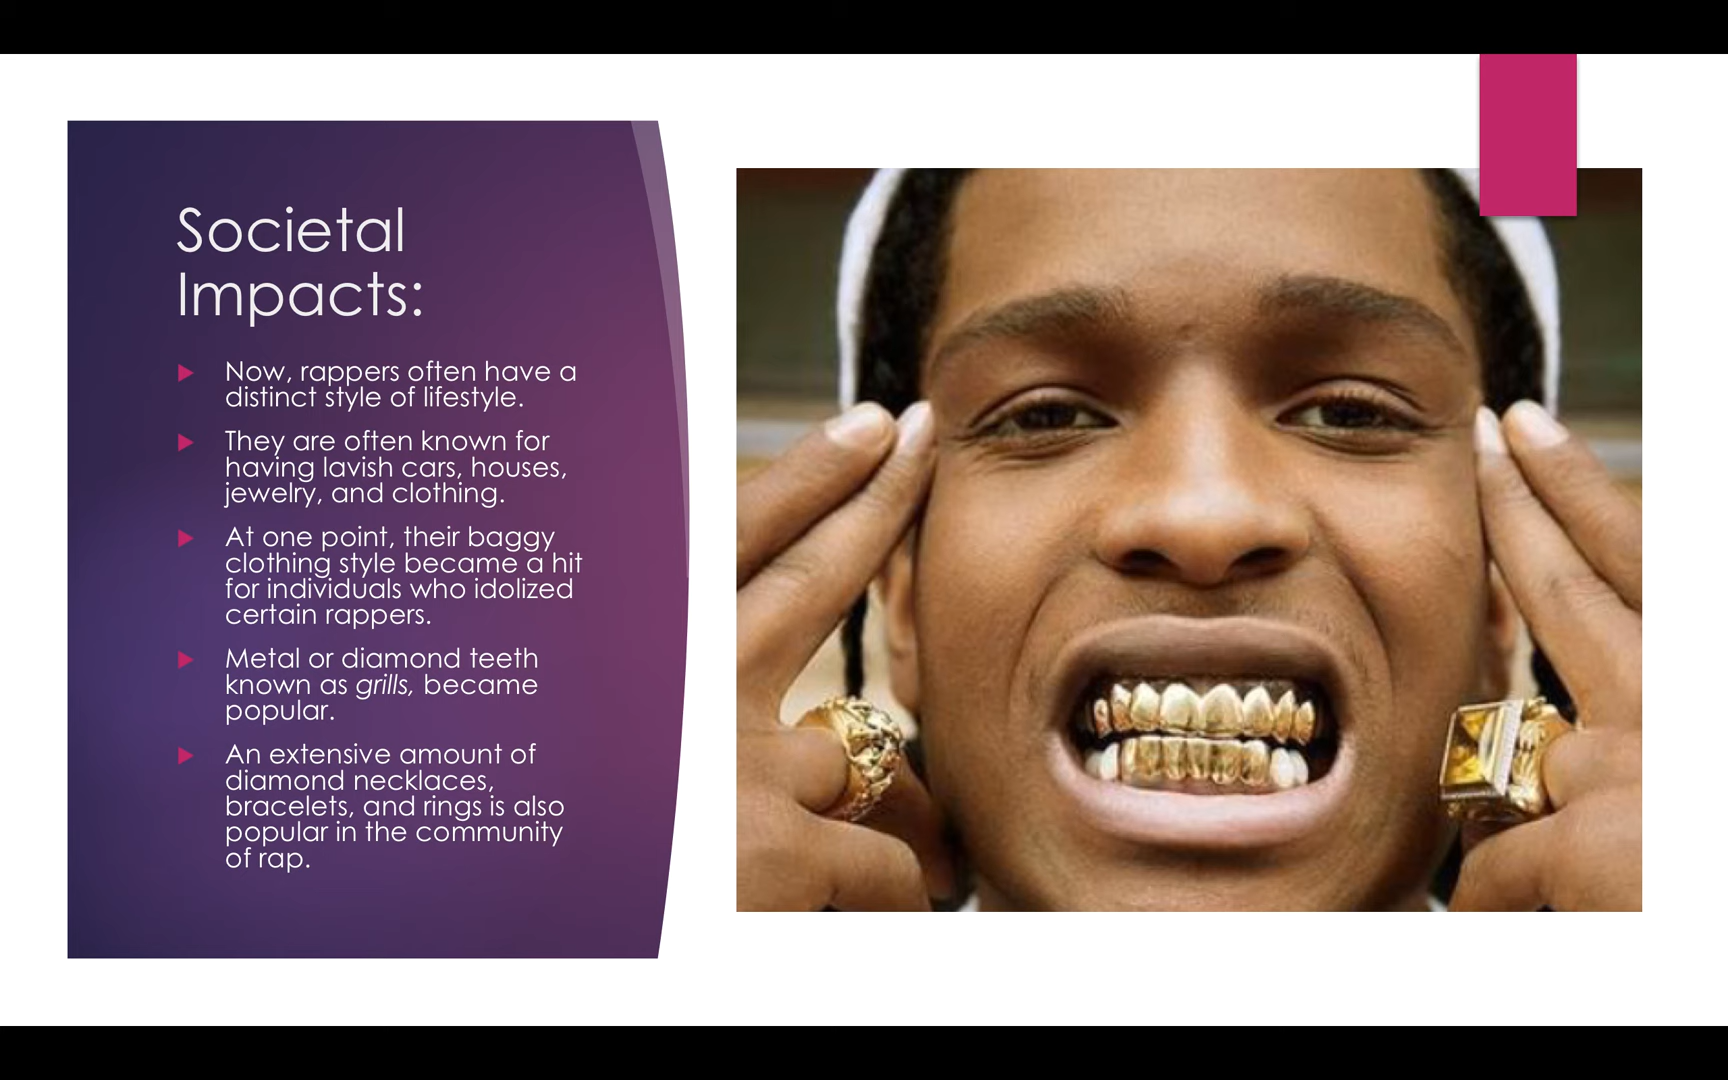 Societal
Impacts:
Now, rappers often have a
distinct style of lifestyle.
They are often known for
having lavish cars, houses,
jewelry, and clothing.
At one point, their baggy
clothing style became a hit
for individuals who idolized
certain rappers.
Metal or diamond teeth
known as grills, became
popular.
An extensive amount of
diamond necklaces,
bracelets, and rings is also
popular in the community
of rap.